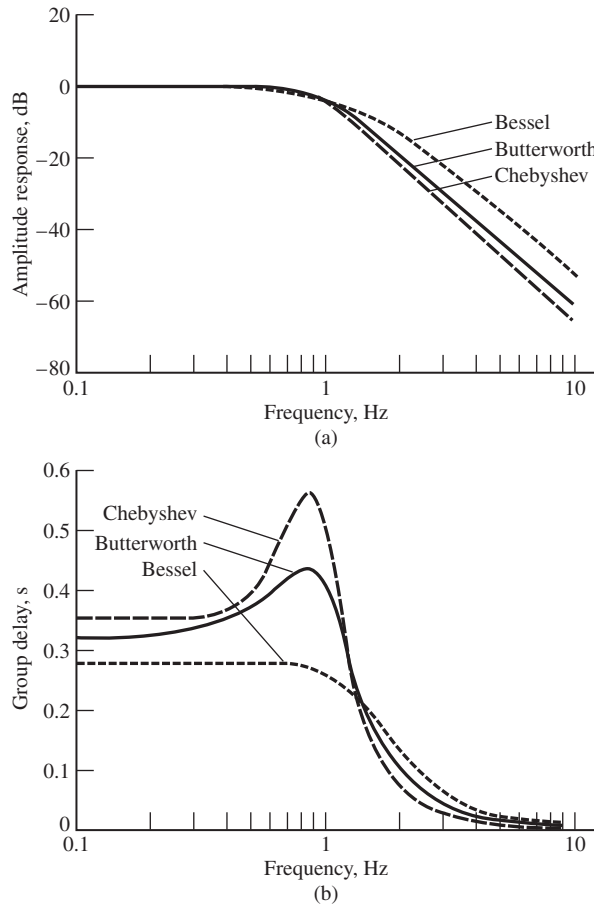 20
0
−20
−40
−60
−80
Amplitude response, dB
Bessel
Butterworth
Chebyshev
0.1
1
10
Frequency, Hz
(a)
0.6
0.5
0.4
0.3
0.2
0.1
0
Group delay, s
Chebyshev
Butterworth
Bessel
0.1
1
10
Frequency, Hz
(b)